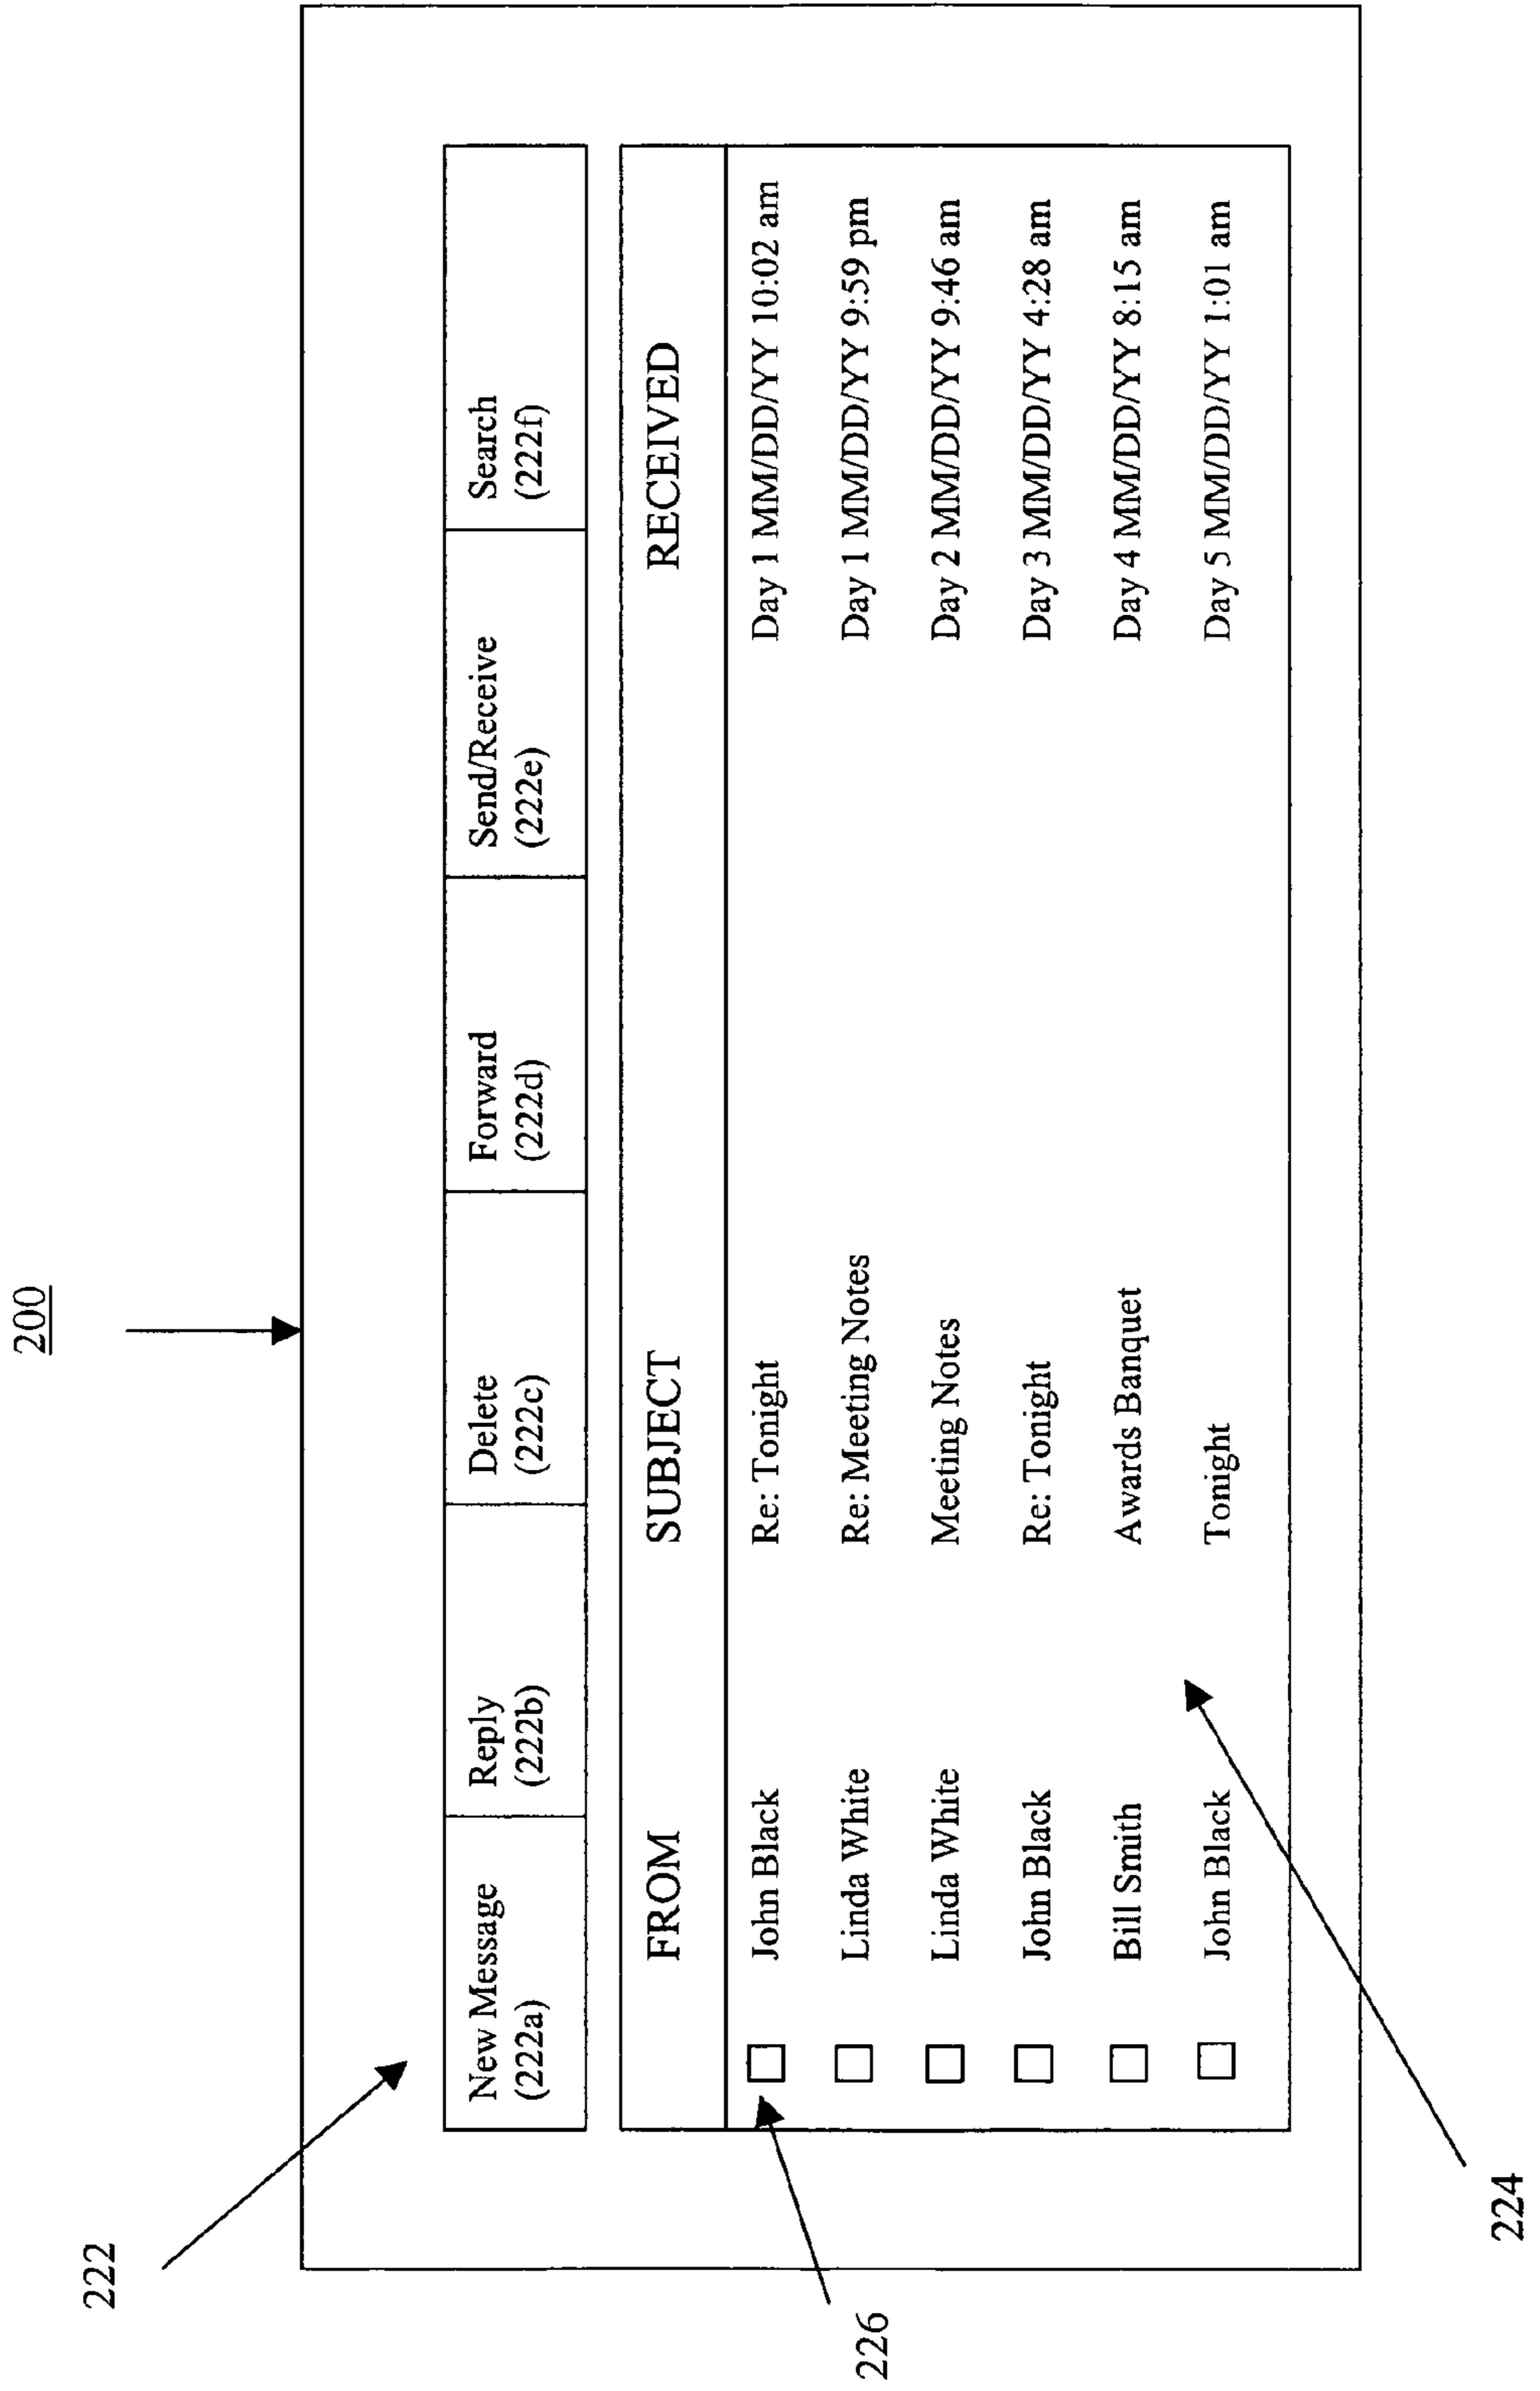 200
222
New Message Reply Delete Forward Send/Receive Search
(222a) (222b) (222c) (222d) (222e) (222f)
FROM SUBJECT RECEIVED
John Black Re: Tonight Day 1 MM/DD/YY 10:02 am
Linda White Re: Meeting Notes Day 1 MM/DD/YY 9:59 pm
Linda White Meeting Notes Day 2 MM/DD/YY 9:46 am
John Black Re: Tonight Day 3 MM/DD/YY 4:28 am
Bill Smith Awards Banquet Day 4 MM/DD/YY 8:15 am
John Black Tonight Day 5 MM/DD/YY 1:01 am
226
224